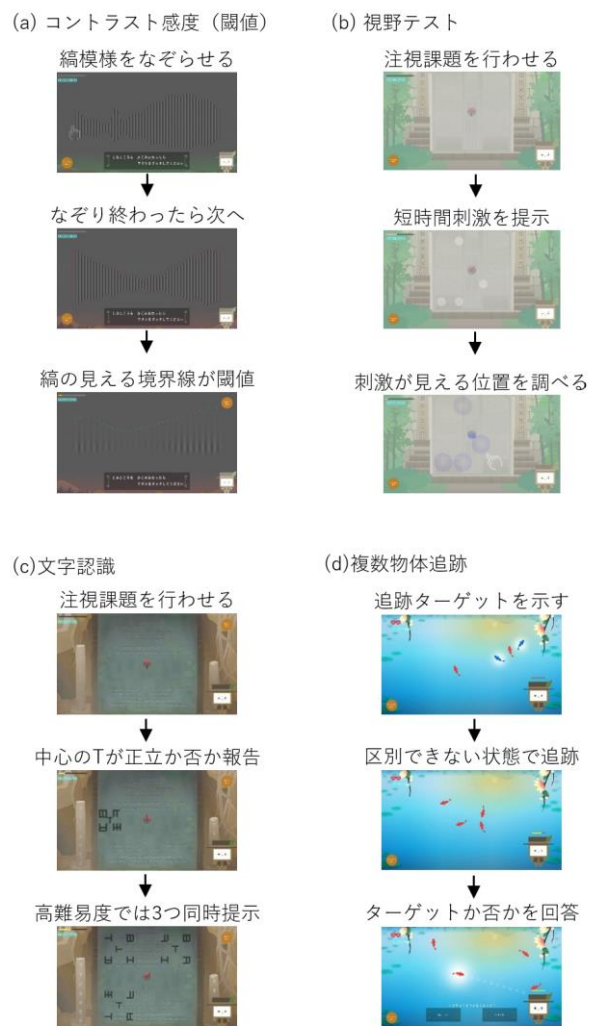 (a) コントラスト感度（閾値）
縞模様をなぞらせる
なぞり終わったら次へ
縞の見える境界線が閾値
(b) 視野テスト
注視課題を行わせる
短時間刺激を提示
刺激が見える位置を調べる
(c)文字認識
注視課題を行わせる
中心のTが正立か否か報告
高難易度では3つ同時提示
(d)複数物体追跡
追跡ターゲットを示す
区別できない状態で追跡
ターゲットか否かを回答